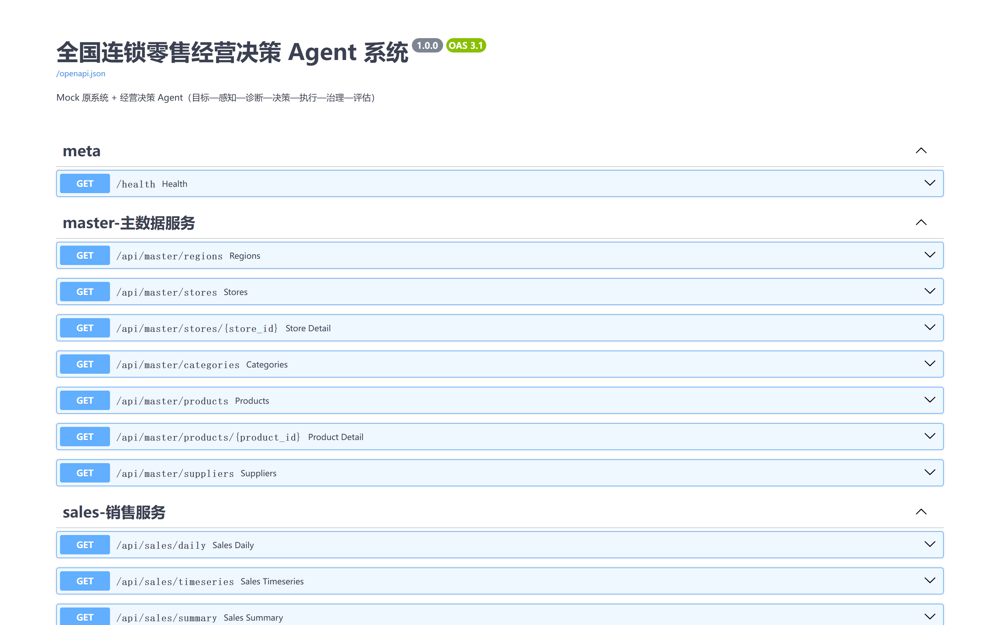 全国连锁零售经营决策 Agent 系统 1.0.0 OAS 3.1
/openapi.json
Mock 原系统 + 经营决策 Agent（目标—感知—诊断—决策—执行—治理—评估）
meta
GET /health Health
master-主数据服务
GET /api/master/regions Regions
GET /api/master/stores Stores
GET /api/master/stores/{store_id} Store Detail
GET /api/master/categories Categories
GET /api/master/products Products
GET /api/master/products/{product_id} Product Detail
GET /api/master/suppliers Suppliers
sales-销售服务
GET /api/sales/daily Sales Daily
GET /api/sales/timeseries Sales Timeseries
GET /api/sales/summary Sales Summary